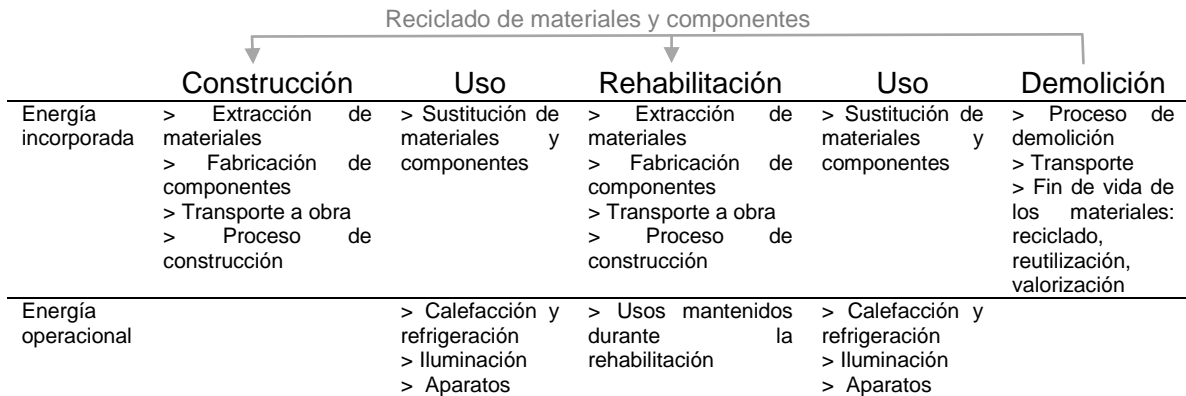 Reciclado de materiales y componentes
Construcción Uso Rehabilitación Uso Demolición
Energía incorporada
> Extracción de materiales
> Fabricación de componentes
> Transporte a obra
> Proceso de construcción
> Sustitución de materiales y componentes
> Extracción de materiales
> Fabricación de componentes
> Transporte a obra
> Proceso de construcción
> Sustitución de materiales y componentes
> Proceso de demolición
> Transporte
> Fin de vida de los materiales: reciclado, reutilización, valorización
Energía operacional
> Calefacción y refrigeración
> Iluminación
> Aparatos
> Usos mantenidos durante la rehabilitación
> Calefacción y refrigeración
> Iluminación
> Aparatos